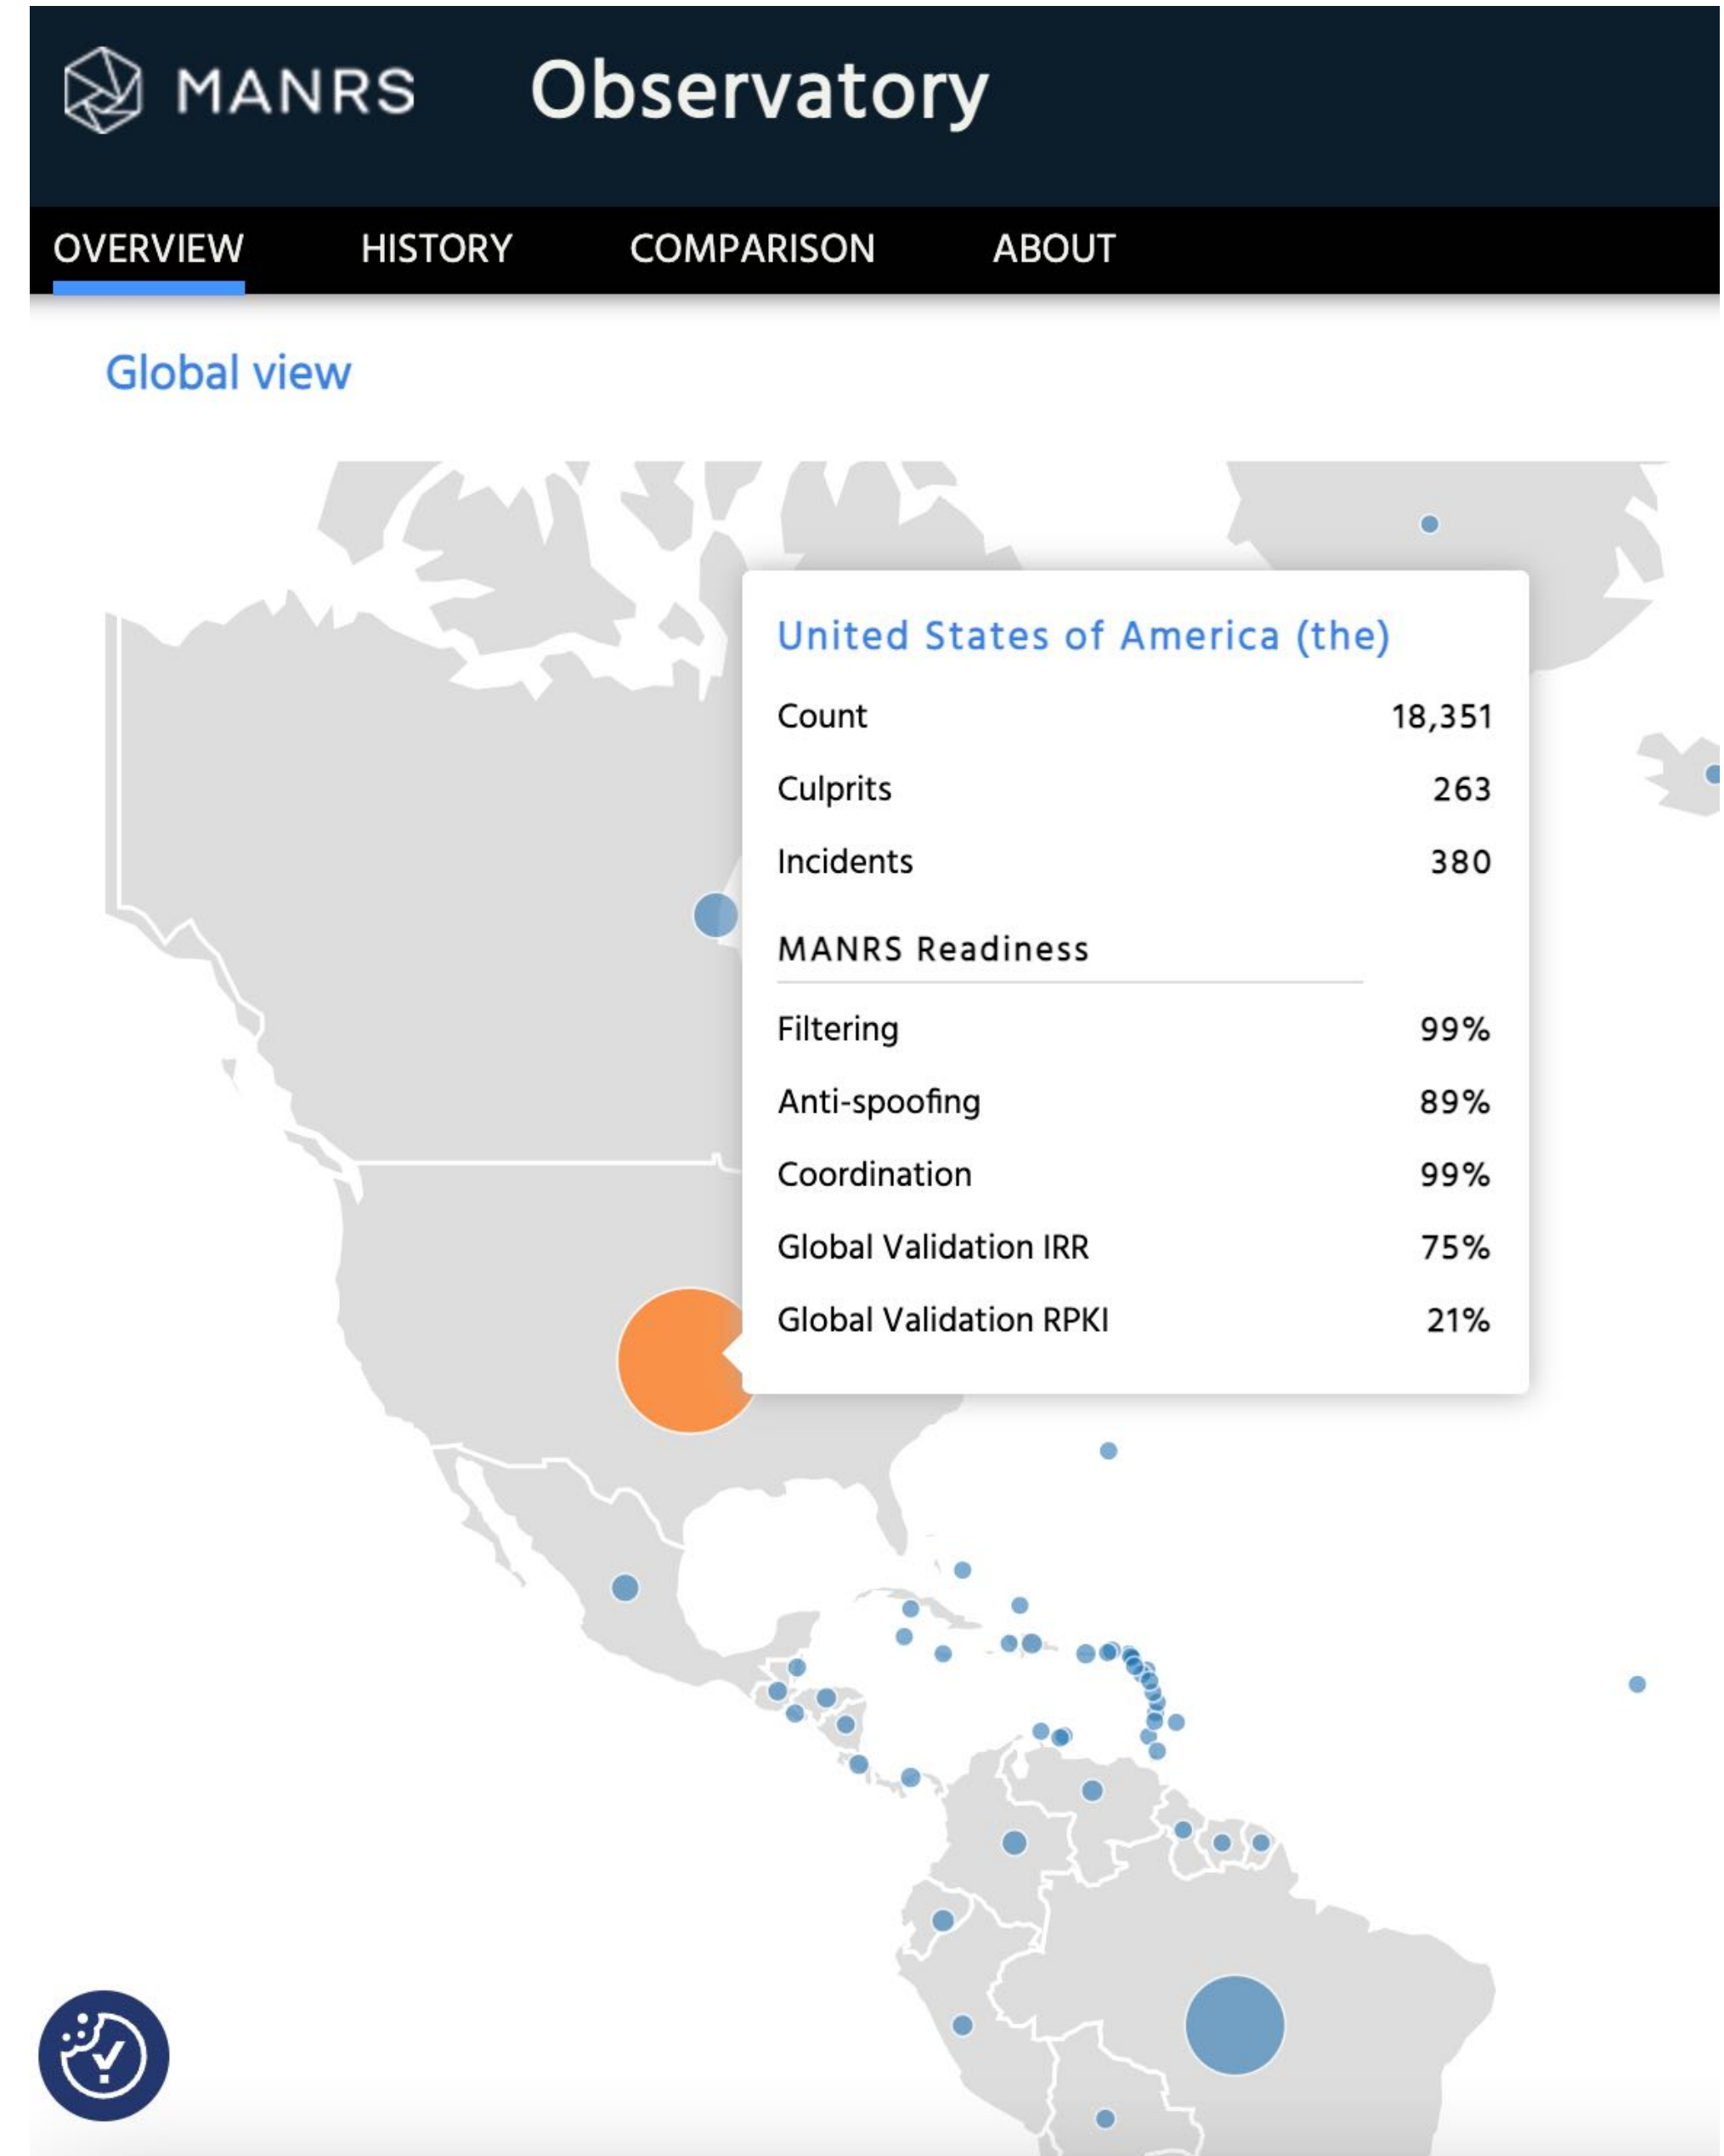 MANRS Observatory
OVERVIEW HISTORY COMPARISON ABOUT
Global view
United States of America (the)
Count 18,351
Culprits 263
Incidents 380
MANRS Readiness
Filtering 99%
Anti-spoofing 89%
Coordination 99%
Global Validation IRR 75%
Global Validation RPKI 21%